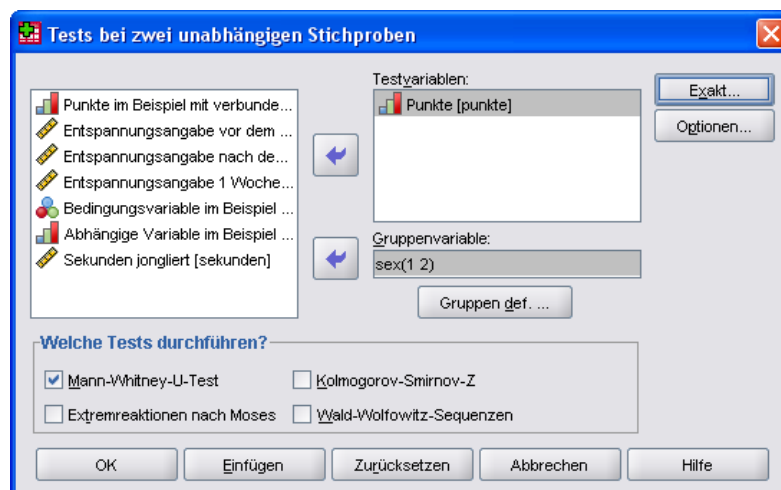 Tests bei zwei unabhängigen Stichproben
Punkte im Beispiel mit verbunde...
Entspannungsangabe vor dem ...
Entspannungsangabe nach de...
Entspannungsangabe 1 Woche...
Bedingungsvariable im Beispiel ...
Abhängige Variable im Beispiel ...
Sekunden jongliert [sekunden]
Testvariablen:
Punkte [punkte]
Gruppenvariable:
sex(1 2)
Gruppen def. ...
Exakt...
Optionen...
Welche Tests durchführen?
Mann-Whitney-U-Test
Kolmogorov-Smirnov-Z
Extremreaktionen nach Moses
Wald-Wolfowitz-Sequenzen
OK
Einfügen
Zurücksetzen
Abbrechen
Hilfe